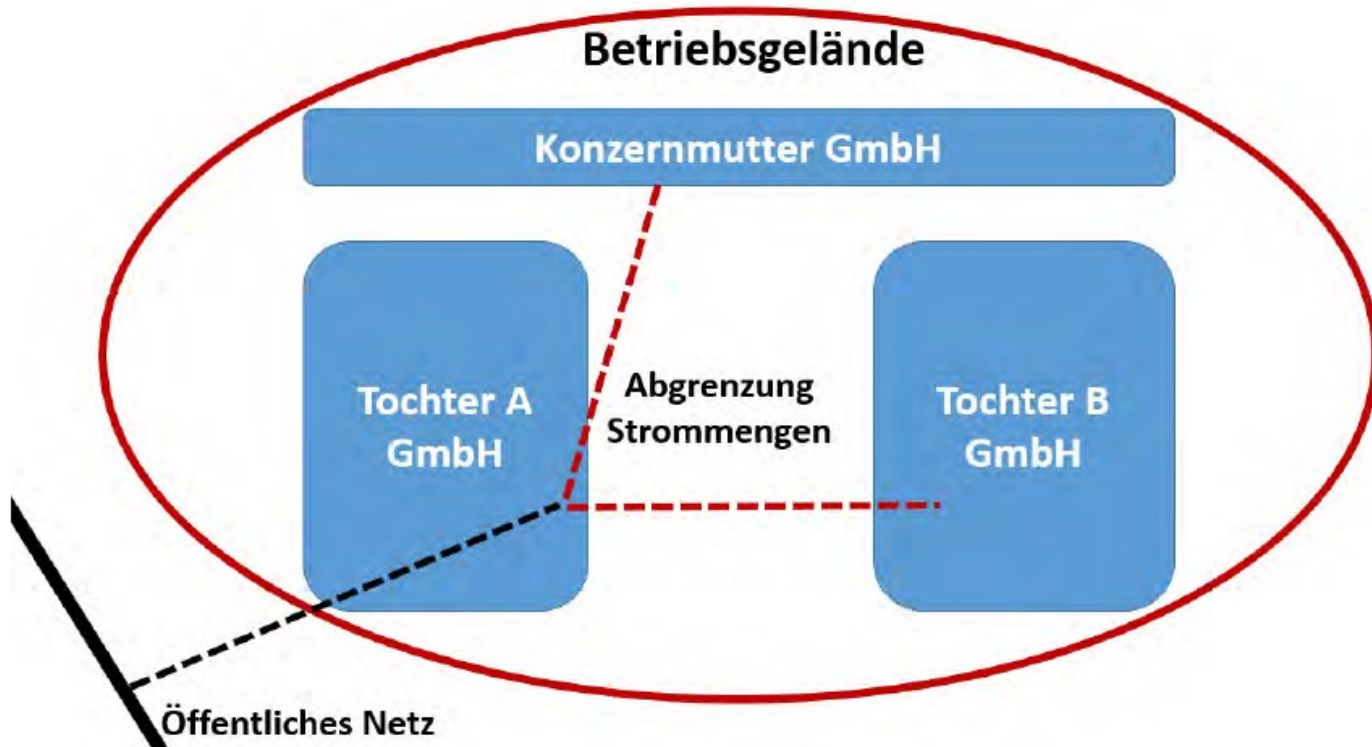 Betriebsgelände
Konzernmutter GmbH
Tochter A
GmbH
Abgrenzung
Strommengen
Tochter B
GmbH
Öffentliches Netz